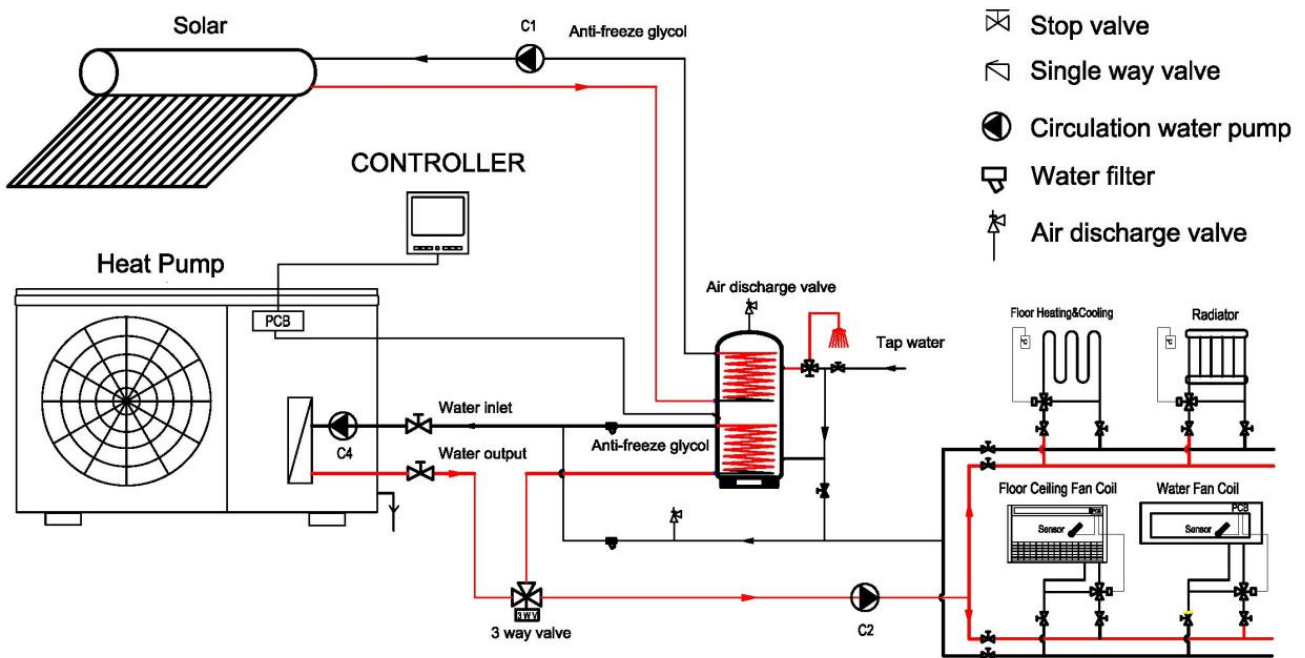 Solar
C1
Anti-freeze glycol
Stop valve
Single way valve
Circulation water pump
Water filter
Air discharge valve
CONTROLLER
Heat Pump
PCB
Air discharge valve
Tap water
Floor Heating&Cooling
Radiator
°C
°C
Water inlet
C4
Anti-freeze glycol
Water output
Floor Ceiling Fan Coil
Water Fan Coil
PCB
PCB
Sensor
Sensor
3 W V
3 way valve
C2